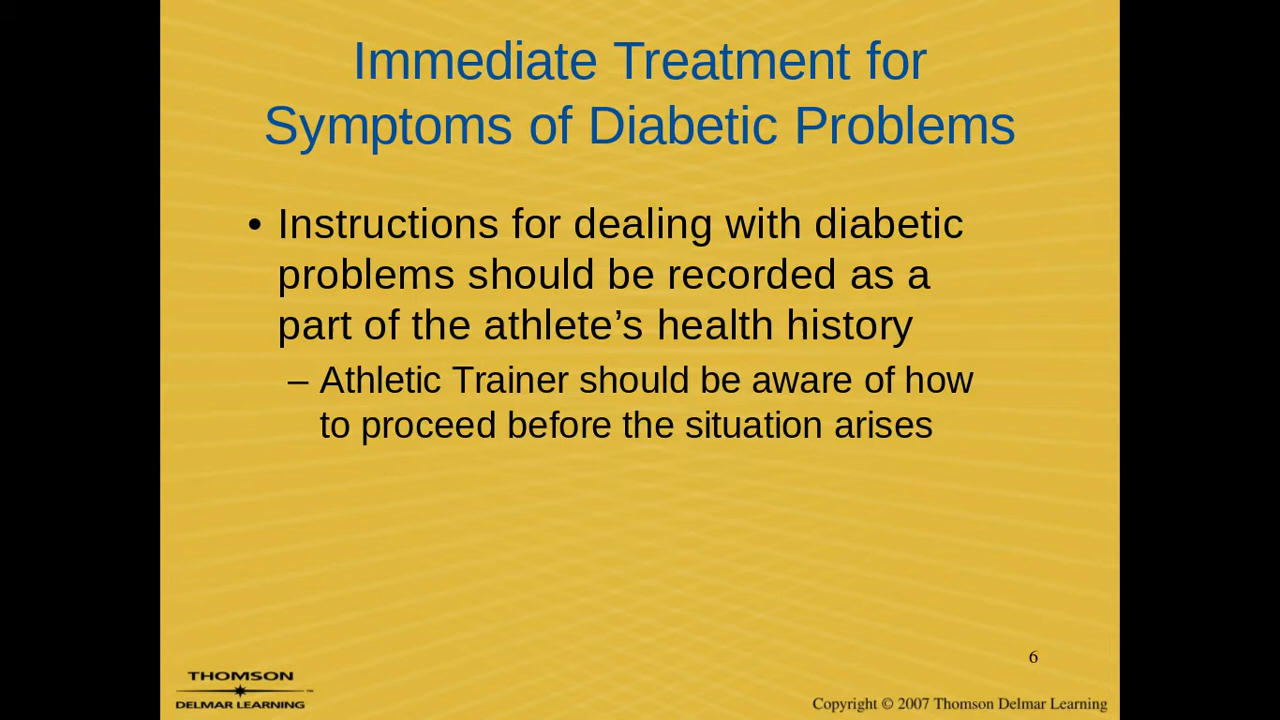 Immediate Treatment for
Symptoms of Diabetic Problems
• Instructions for dealing with diabetic
problems should be recorded as a
part of the athlete’s health history
– Athletic Trainer should be aware of how
to proceed before the situation arises
6
THOMSON
™
DELMAR LEARNING
Copyright © 2007 Thomson Delmar Learning